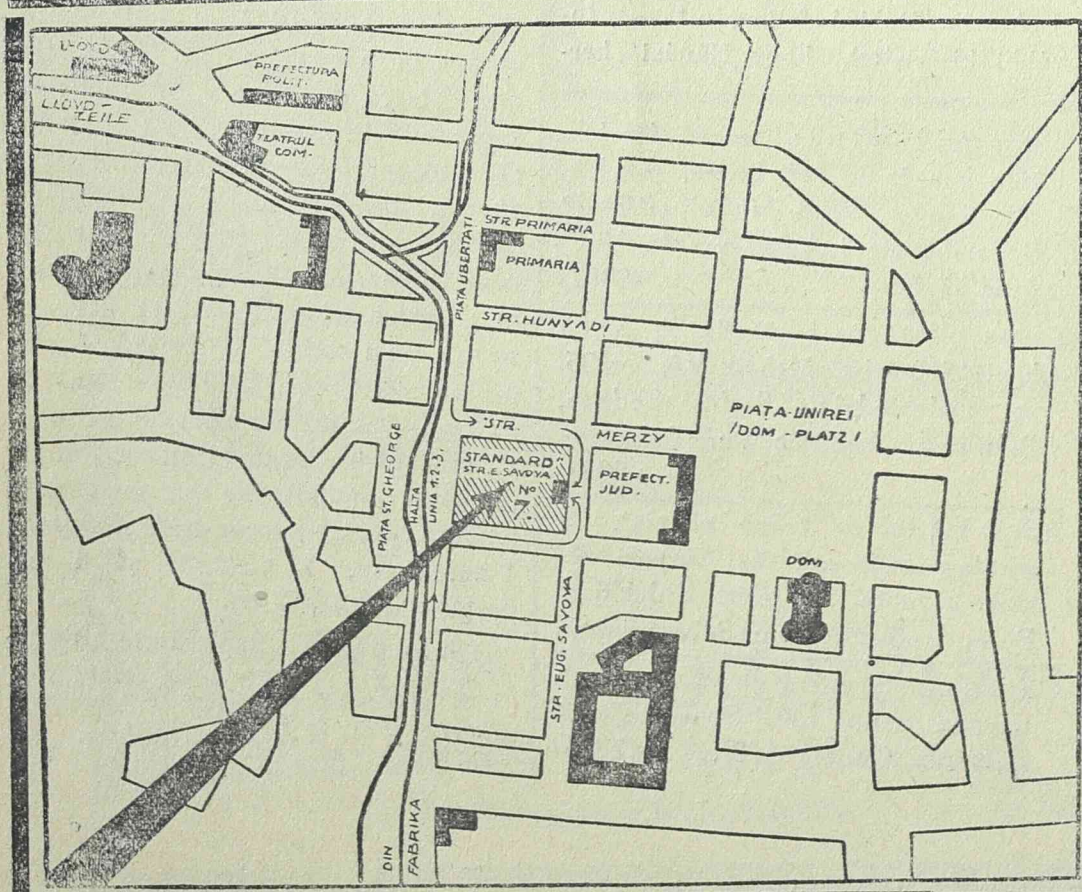 LLOYD
PREFECTURA
POLIT.
LLOYD-
ZEILE
TEATRUL
COM.
STR. PRIMARIA
PRIMARIA
PIATA LIBERTATI
STR. HUNYADI
PIAȚA-UNIREI
/DOM - PLATZ/
STR.
MERZY
STANDARD
STR. E. SAVOYA
No
7.
PREFECT.
JUD.
PIATA ST. GHEORGE
HALTA
LINIA 1.2.3.
DOM
STR. EUG. SAVOYA
DIN
FABRIKA